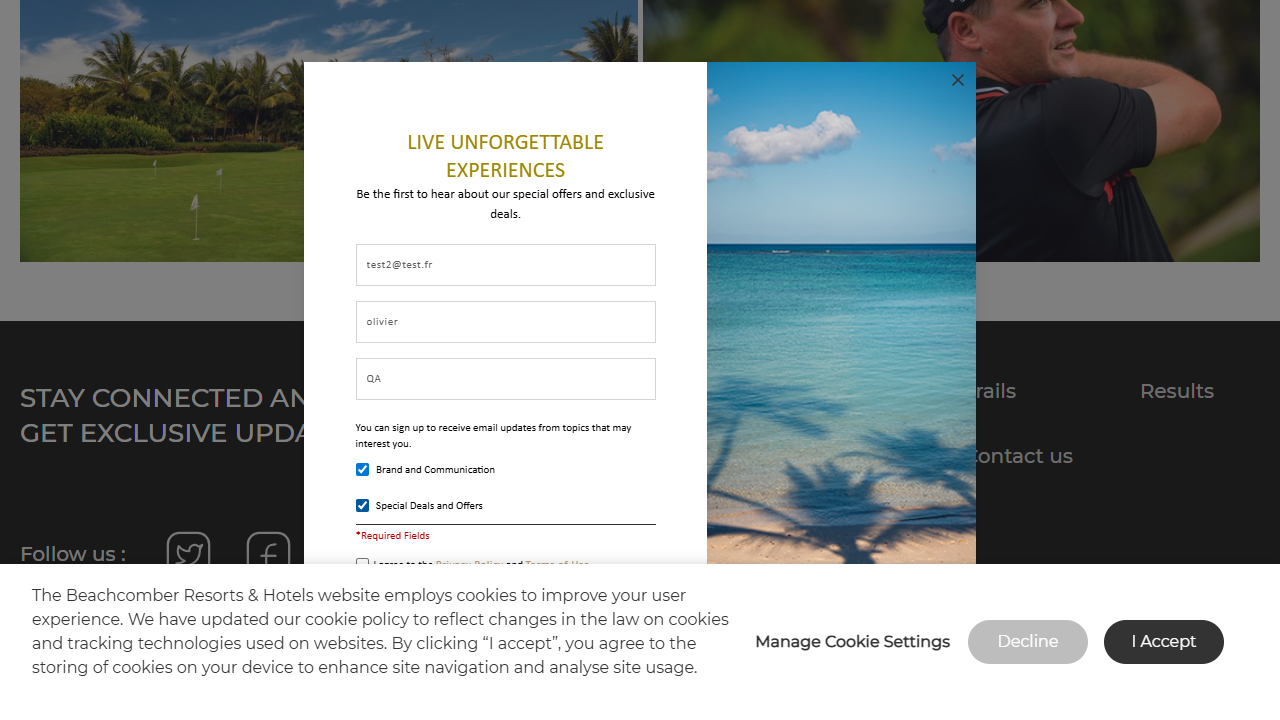 LIVE UNFORGETTABLE
EXPERIENCES
Be the first to hear about our special offers and exclusive
deals.
test2@test.fr
olivier
QA
You can sign up to receive email updates from topics that may
interest you.
Brand and Communication
Special Deals and Offers
*Required Fields
I agree to the Privacy Policy and Terms of Use
STAY CONNECTED AN
GET EXCLUSIVE UPDA
Follow us :
rails
Results
Contact us
The Beachcomber Resorts & Hotels website employs cookies to improve your user
experience. We have updated our cookie policy to reflect changes in the law on cookies
and tracking technologies used on websites. By clicking “I accept”, you agree to the
storing of cookies on your device to enhance site navigation and analyse site usage.
Manage Cookie Settings
Decline
I Accept